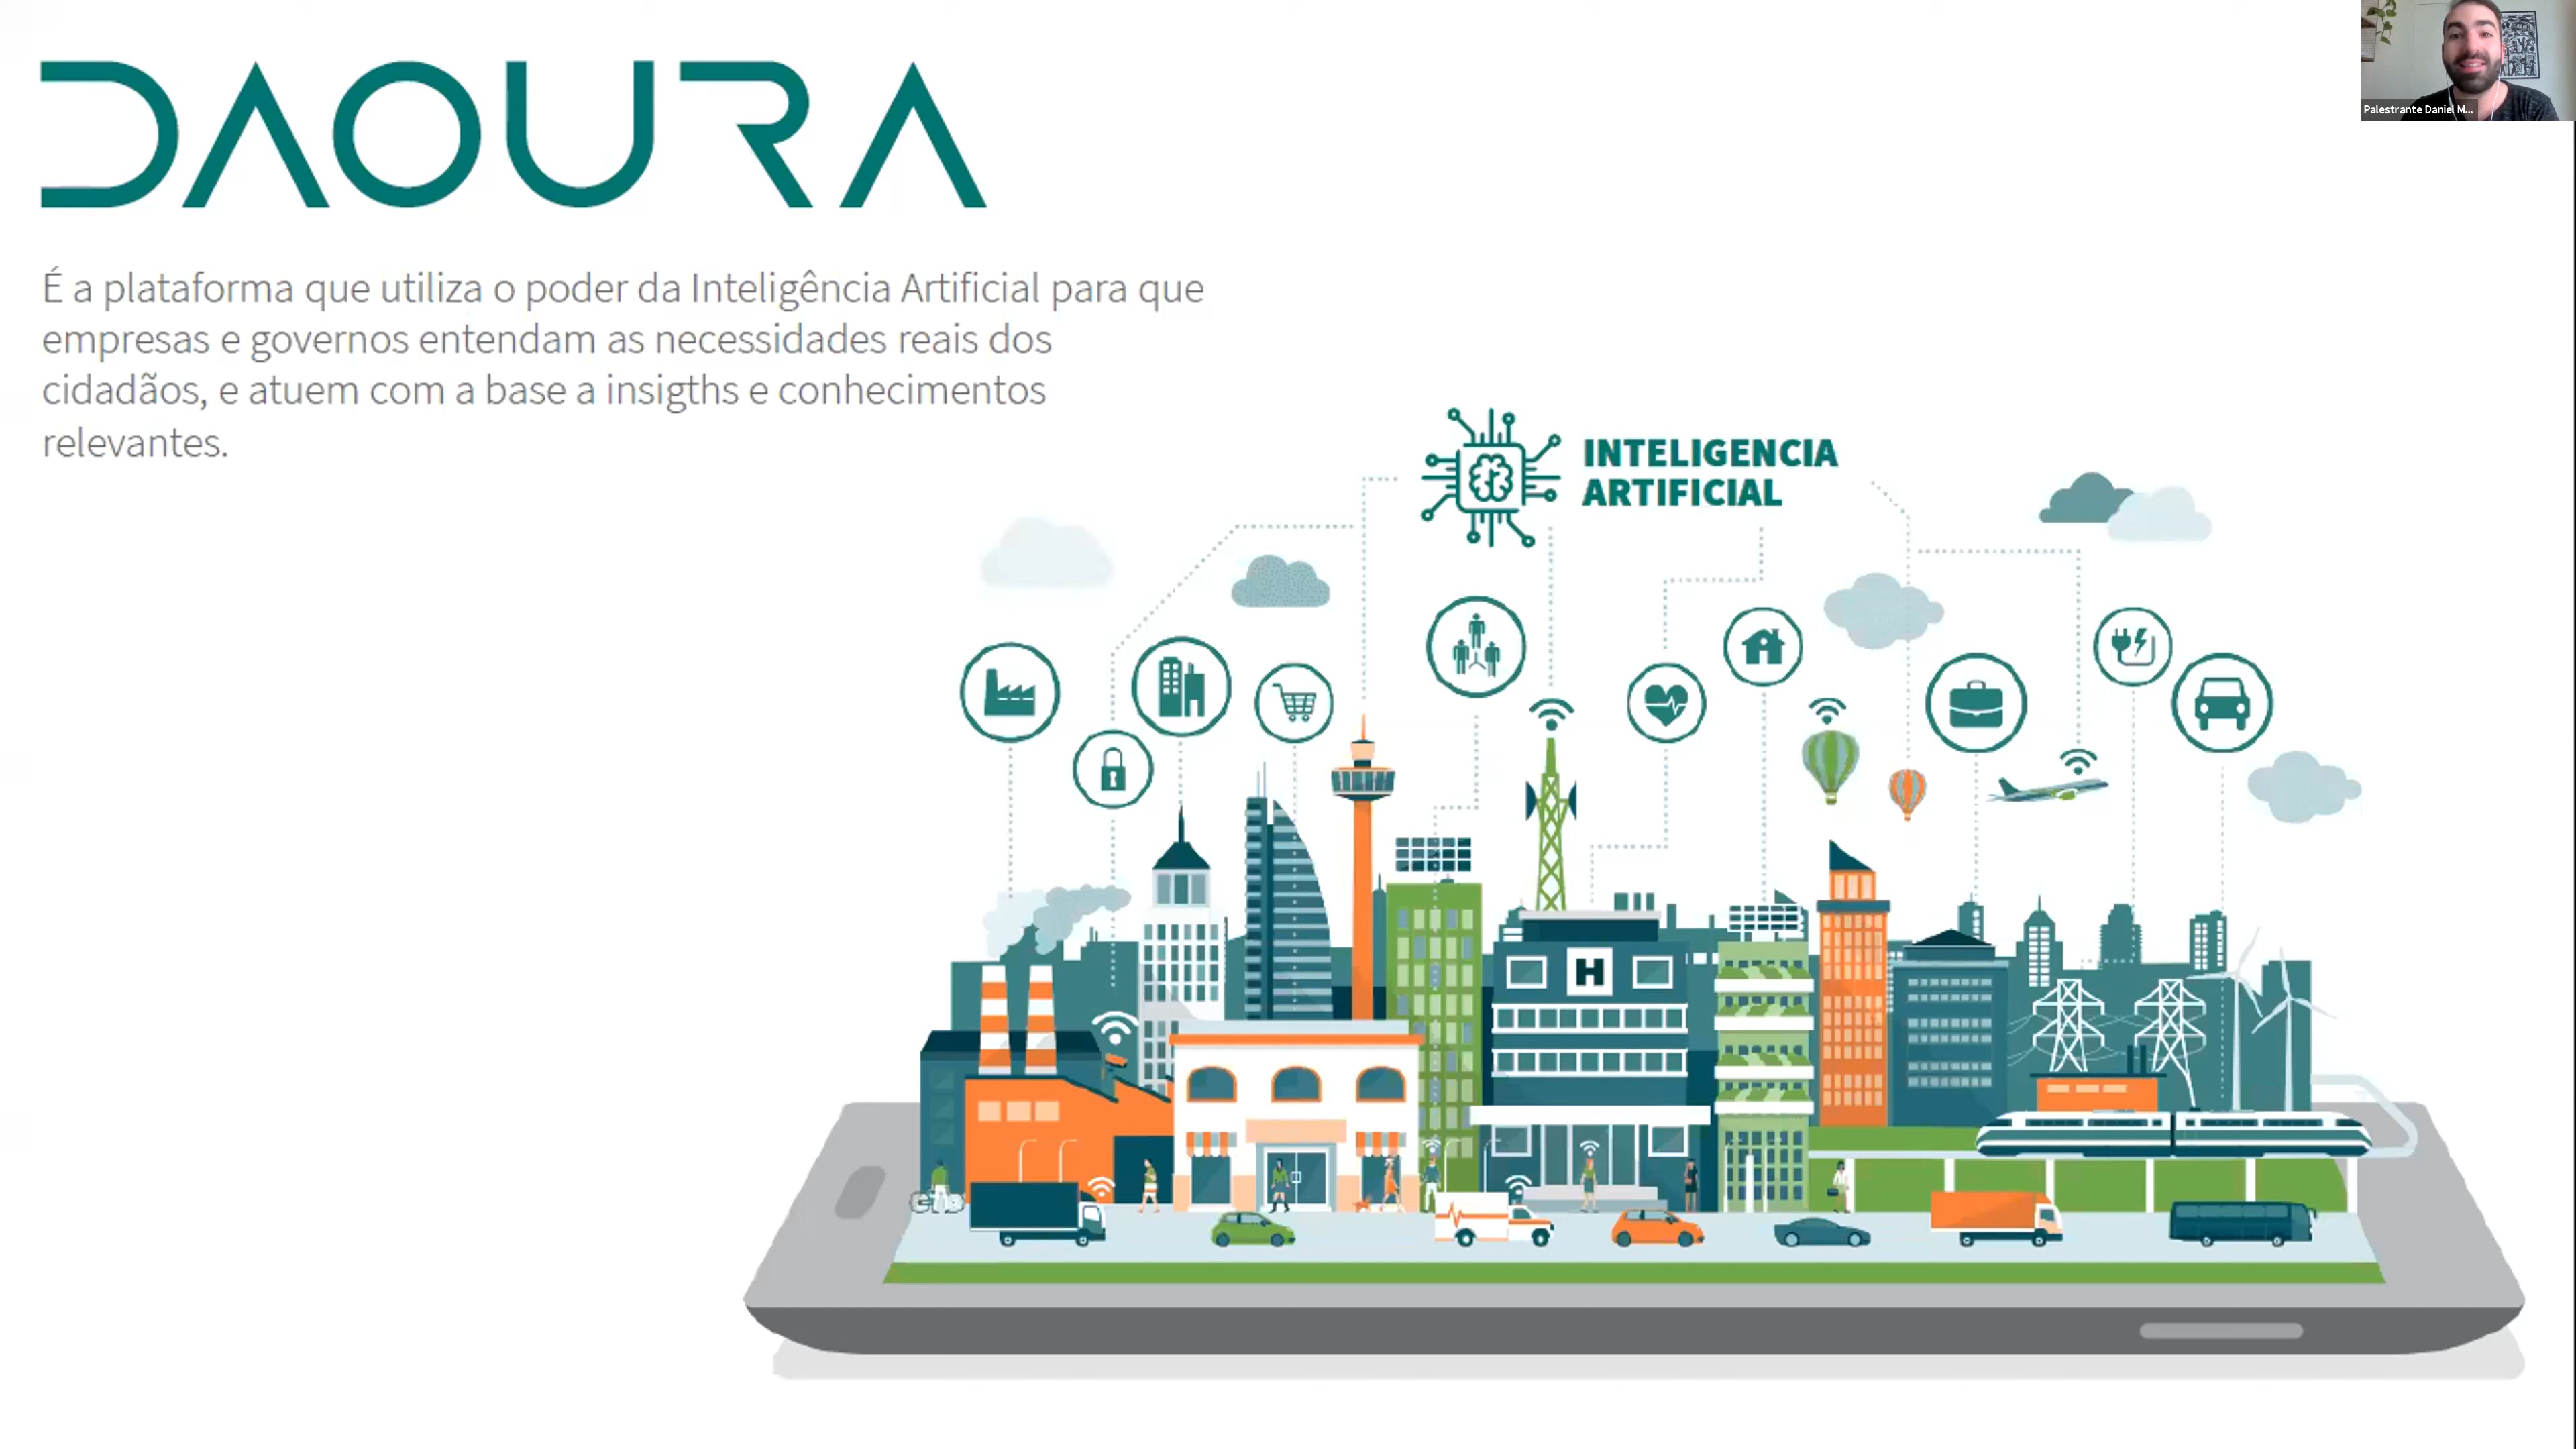 DAOURA
Palestrante Daniel M...
É a plataforma que utiliza o poder da Inteligência Artificial para que
empresas e governos entendam as necessidades reais dos
cidadãos, e atuem com a base a insigths e conhecimentos
relevantes.
INTELIGENCIA
ARTIFICIAL
H